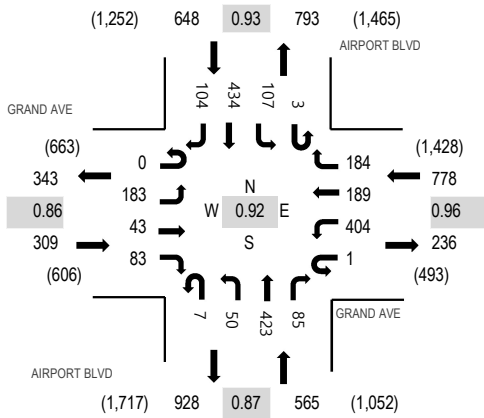 (1,252) 648 0.93 793 (1,465)
AIRPORT BLVD
GRAND AVE
104 434 107 3
(663) (1,428)
0 184
343 778
183 189
N
0.86 W 0.92 E 0.96
S
43 404
309 236
83 1
(606) (493)
7 50 423 85
GRAND AVE
AIRPORT BLVD
(1,717) 928 0.87 565 (1,052)